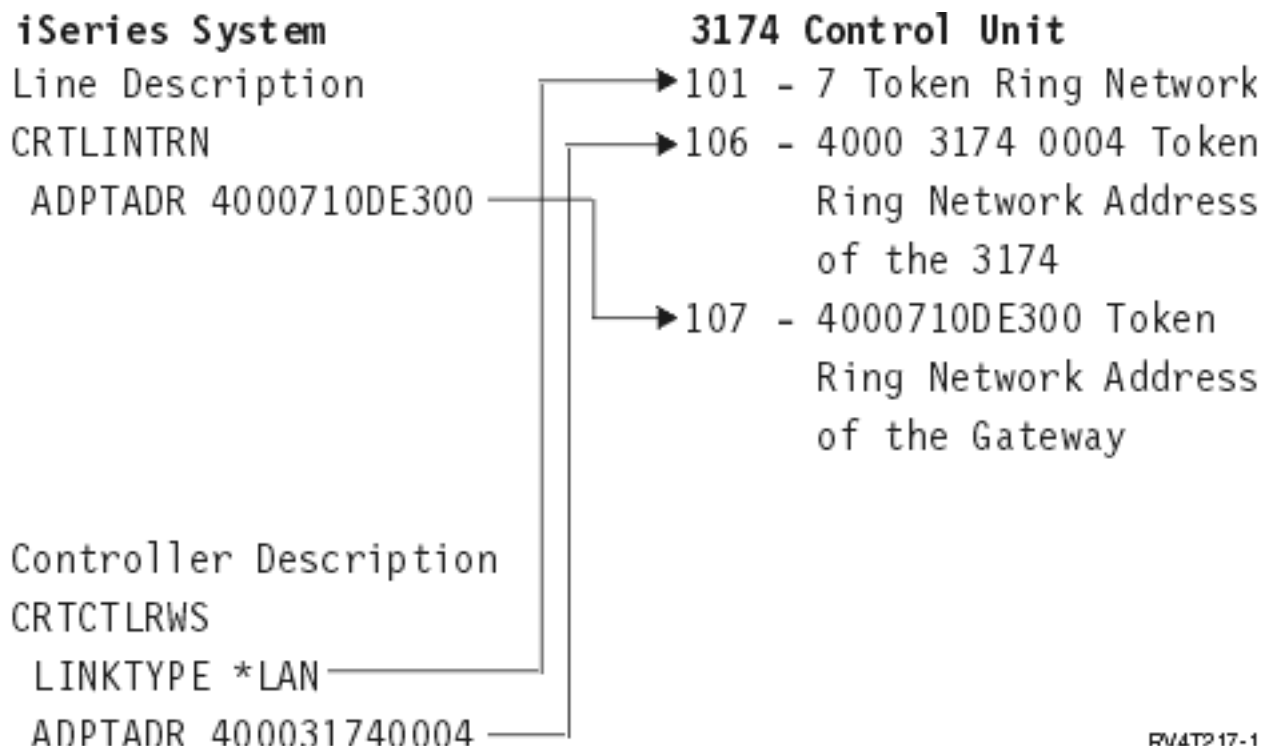 iSeries System
Line Description
CRTLINTRN
ADPTADR 4000710DE300
Controller Description
CRTCTLRWS
LINKTYPE *LAN
ADPTADR 400031740004
3174 Control Unit
101 - 7 Token Ring Network
106 - 4000 3174 0004 Token
Ring Network Address
of the 3174
107 - 4000710DE300 Token
Ring Network Address
of the Gateway
RV4T217-1